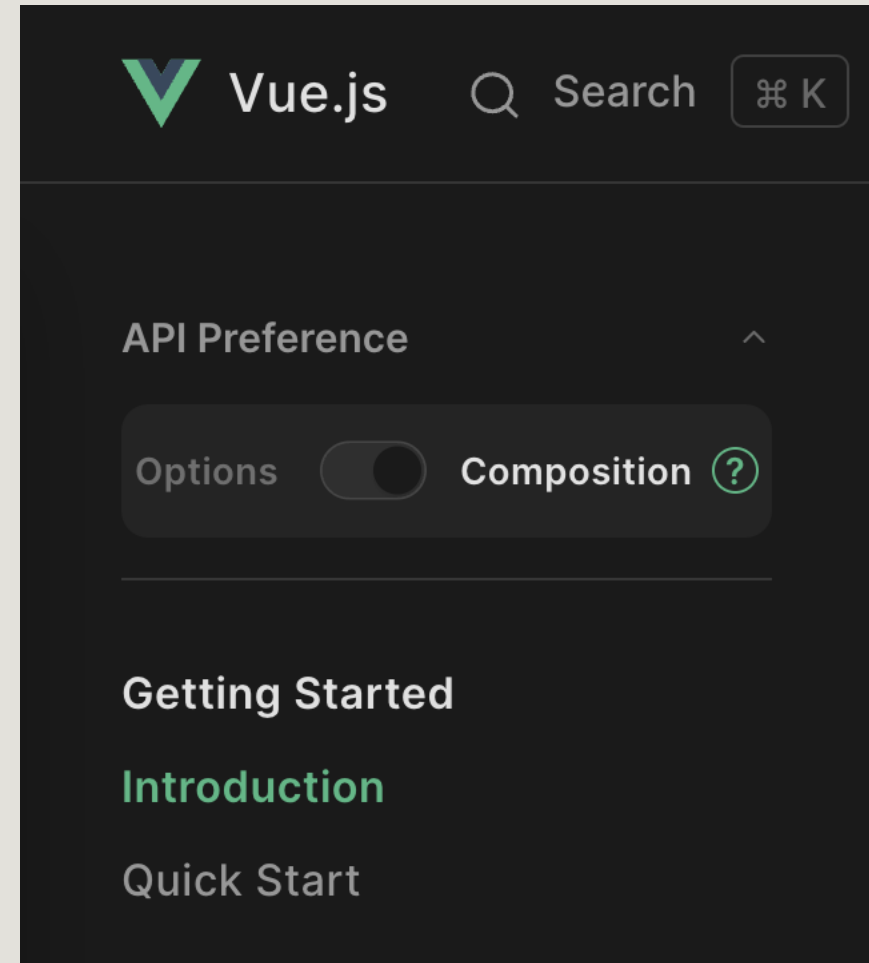 Vue.js Search ⌘ K
API Preference
Options Composition ?
Getting Started
Introduction
Quick Start